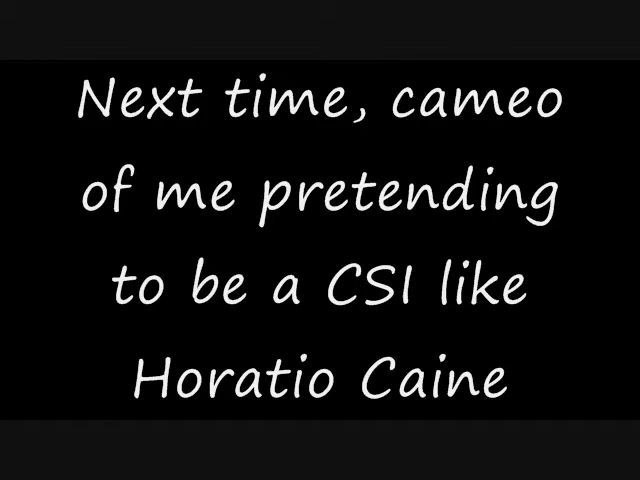 Next time, cameo
of me pretending
to be a CSI like
Horatio Caine